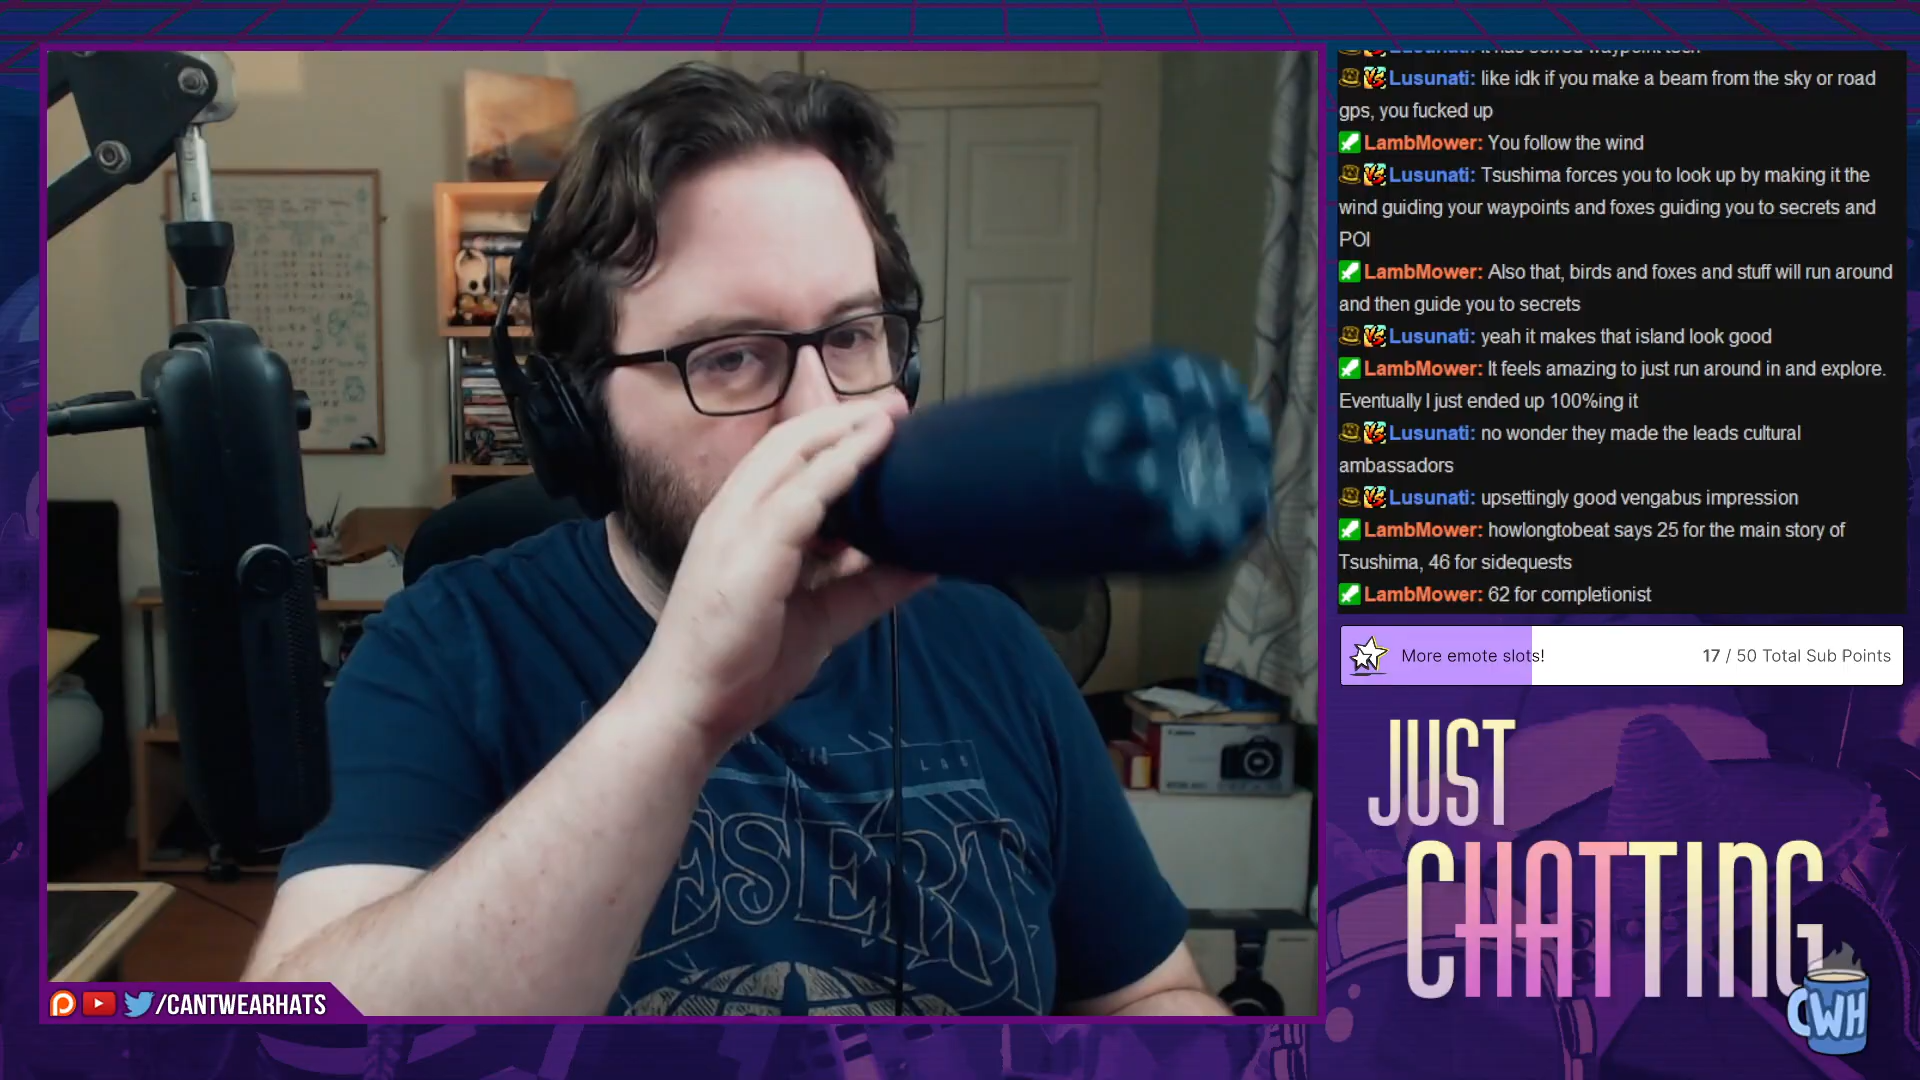 Lusunati: like idk if you make a beam from the sky or road
gps, you fucked up
LambMower: You follow the wind
Lusunati: Tsushima forces you to look up by making it the
wind guiding your waypoints and foxes guiding you to secrets and
POI
LambMower: Also that, birds and foxes and stuff will run around
and then guide you to secrets
Lusunati: yeah it makes that island look good
LambMower: It feels amazing to just run around in and explore.
Eventually I just ended up 100%ing it
Lusunati: no wonder they made the leads cultural
ambassadors
Lusunati: upsettingly good vengabus impression
LambMower: howlongtobeat says 25 for the main story of
Tsushima, 46 for sidequests
LambMower: 62 for completionist
More emote slots!
17 / 50 Total Sub Points
JUST
CHATTING
CWH
/CANTWEARHATS
LAB
ESERT
Canon